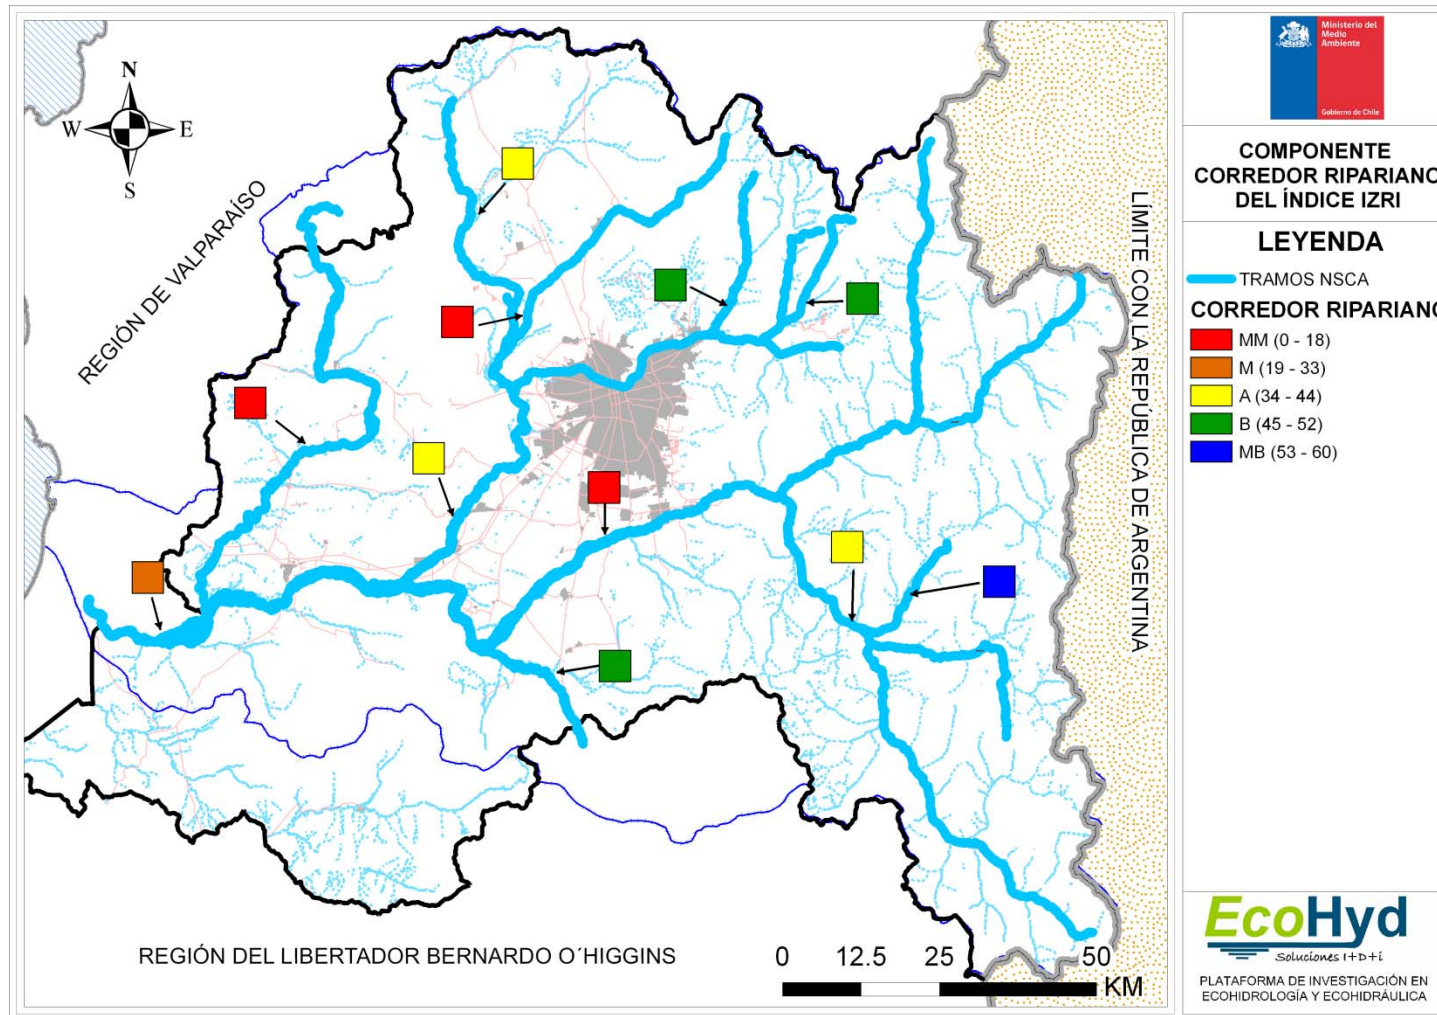 N
W
E
S
REGIÓN DE VALPARAÍSO
LÍMITE CON LA REPÚBLICA DE ARGENTINA
REGIÓN DEL LIBERTADOR BERNARDO O´HIGGINS
0 12.5 25 50
KM
Ministerio del
Medio
Ambiente
Gobierno de Chile
COMPONENTE
CORREDOR RIPARIANO
DEL ÍNDICE IZRI
LEYENDA
TRAMOS NSCA
CORREDOR RIPARIANO
MM (0 - 18)
M (19 - 33)
A (34 - 44)
B (45 - 52)
MB (53 - 60)
EcoHyd
Soluciones I+D+i
PLATAFORMA DE INVESTIGACIÓN EN
ECOHIDROLOGÍA Y ECOHIDRÁULICA